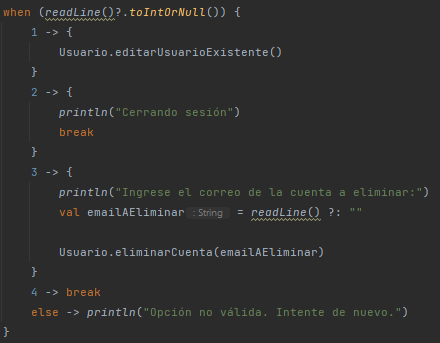 when (readLine()?.toIntOrNull()) {
    1 -> {
        Usuario.editarUsuarioExistente()
    }
    2 -> {
        println("Cerrando sesión")
        break
    }
    3 -> {
        println("Ingrese el correo de la cuenta a eliminar:")
        val emailAEliminar : String = readLine() ?: ""

        Usuario.eliminarCuenta(emailAEliminar)
    }
    4 -> break
    else -> println("Opción no válida. Intente de nuevo.")
}